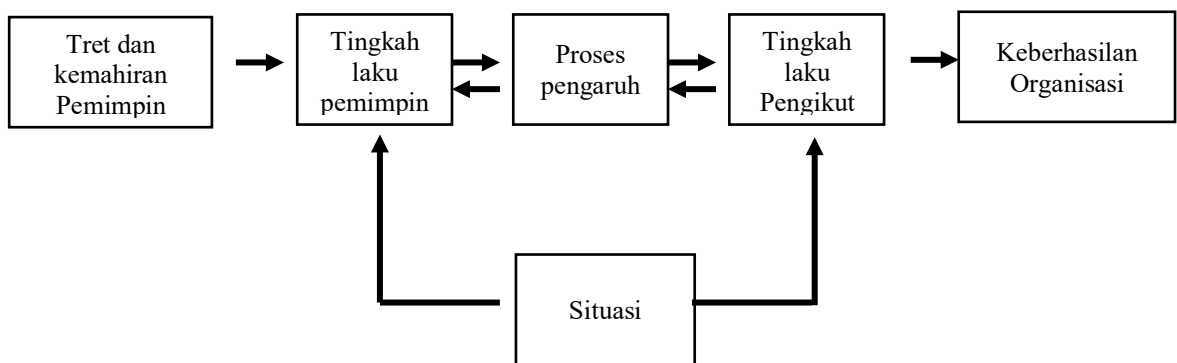 Tret dan
kemahiran
Pemimpin
Tingkah
laku
pemimpin
Proses
pengaruh
Tingkah
laku
Pengikut
Keberhasilan
Organisasi
Situasi